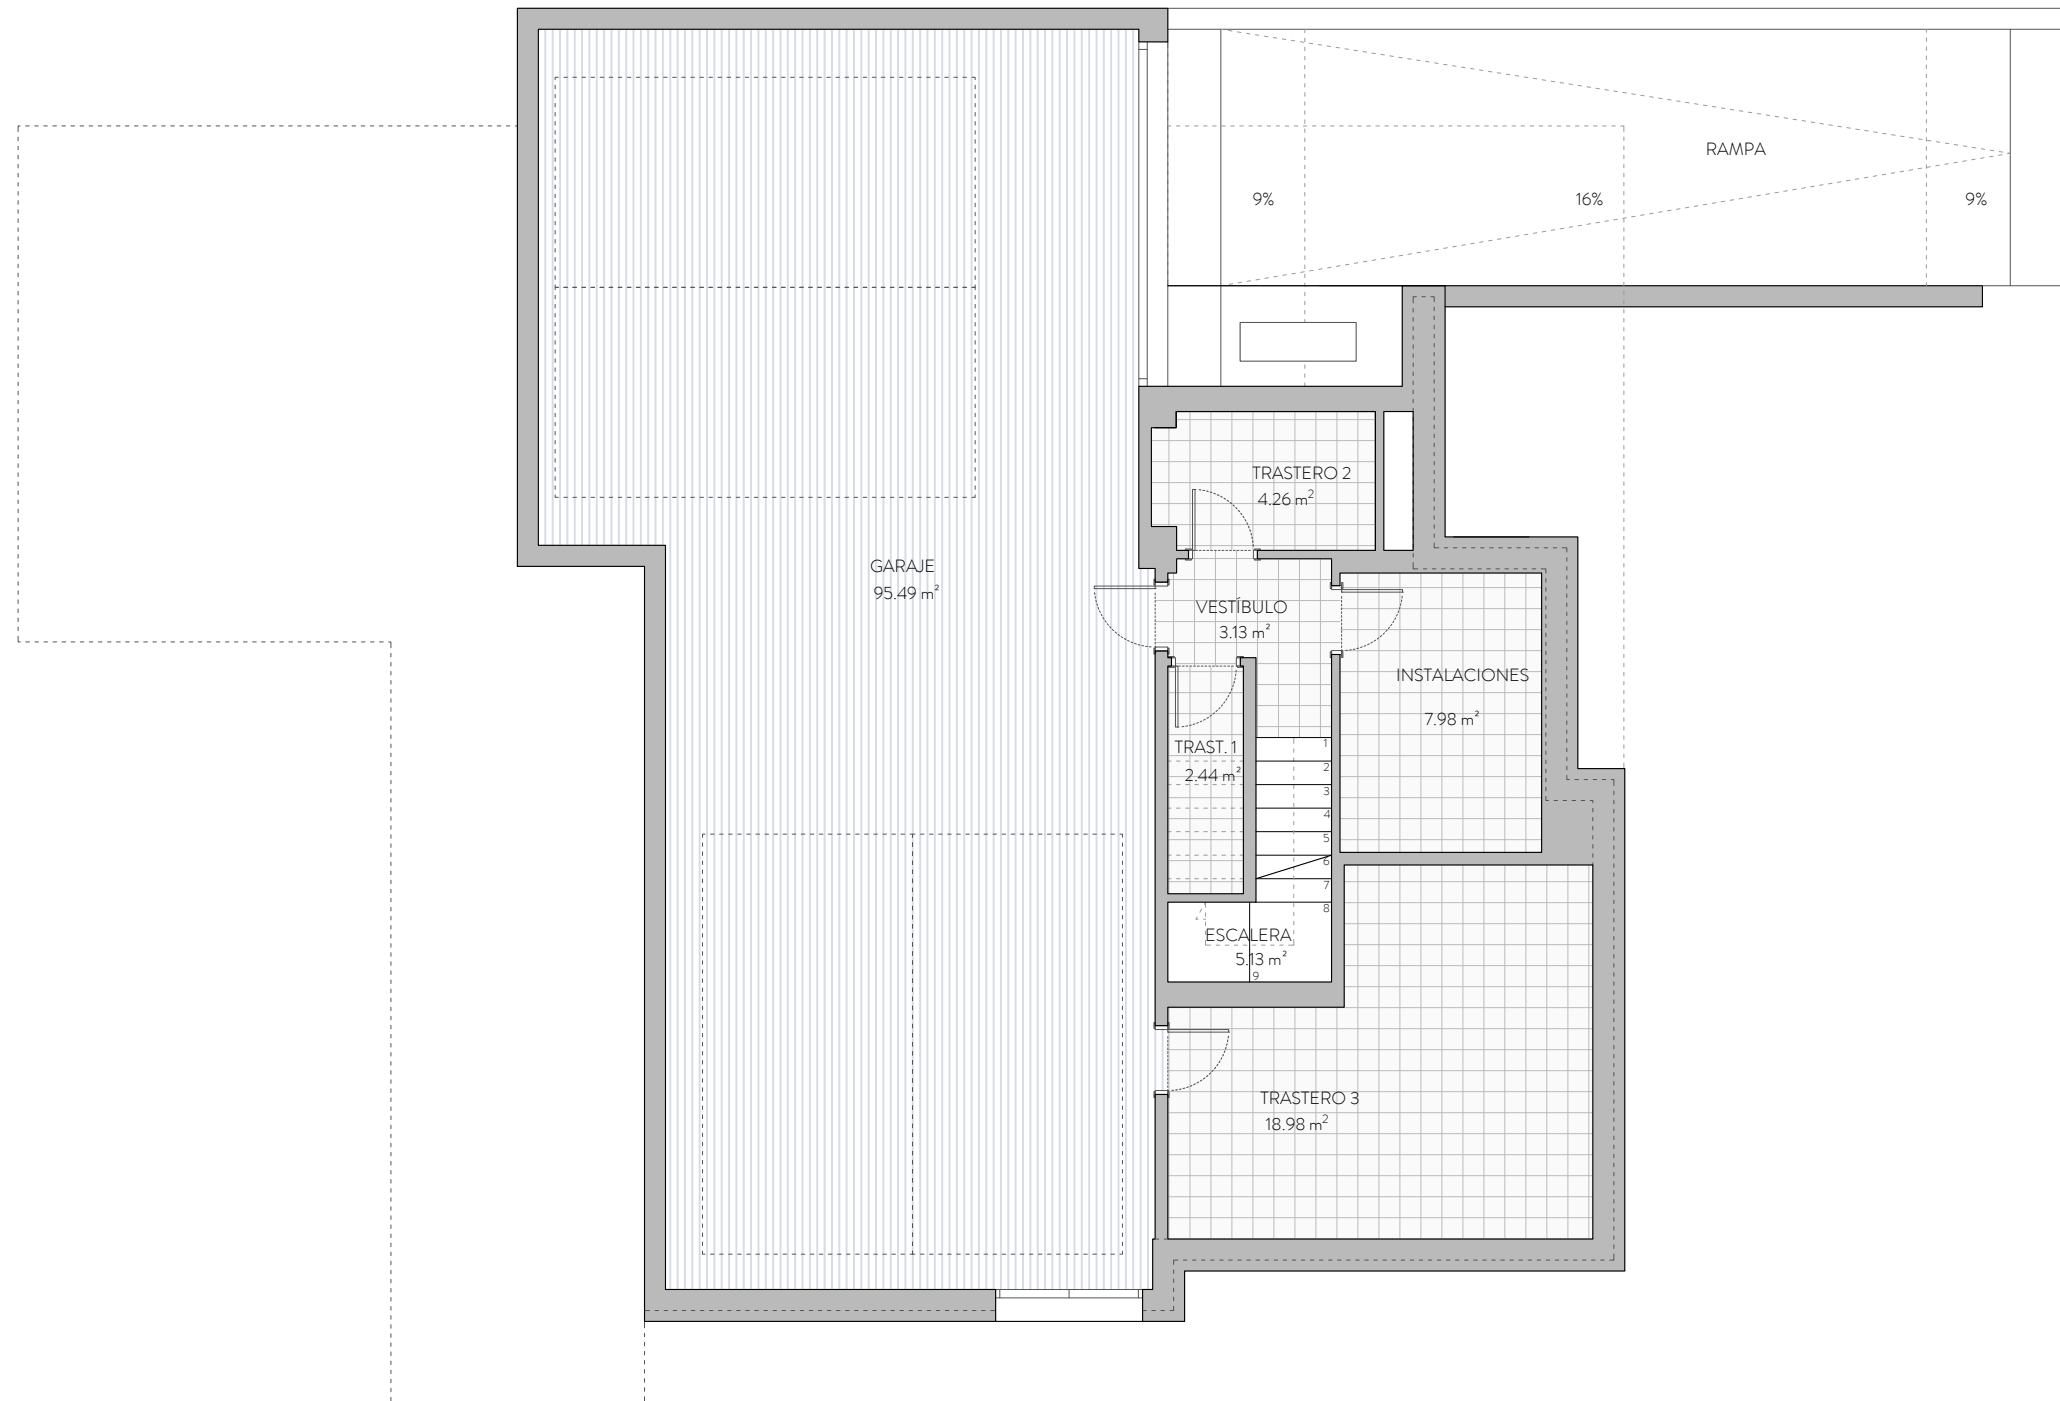 RAMPA
9%
16%
9%
TRASTERO 2
4.26 m²
GARAJE
95.49 m²
VESTÍBULO
3.13 m²
INSTALACIONES
7.98 m²
TRAST. 1
2.44 m²
1
2
3
4
5
6
7
8
ESCALERA
5.13 m²
9
TRASTERO 3
18.98 m²